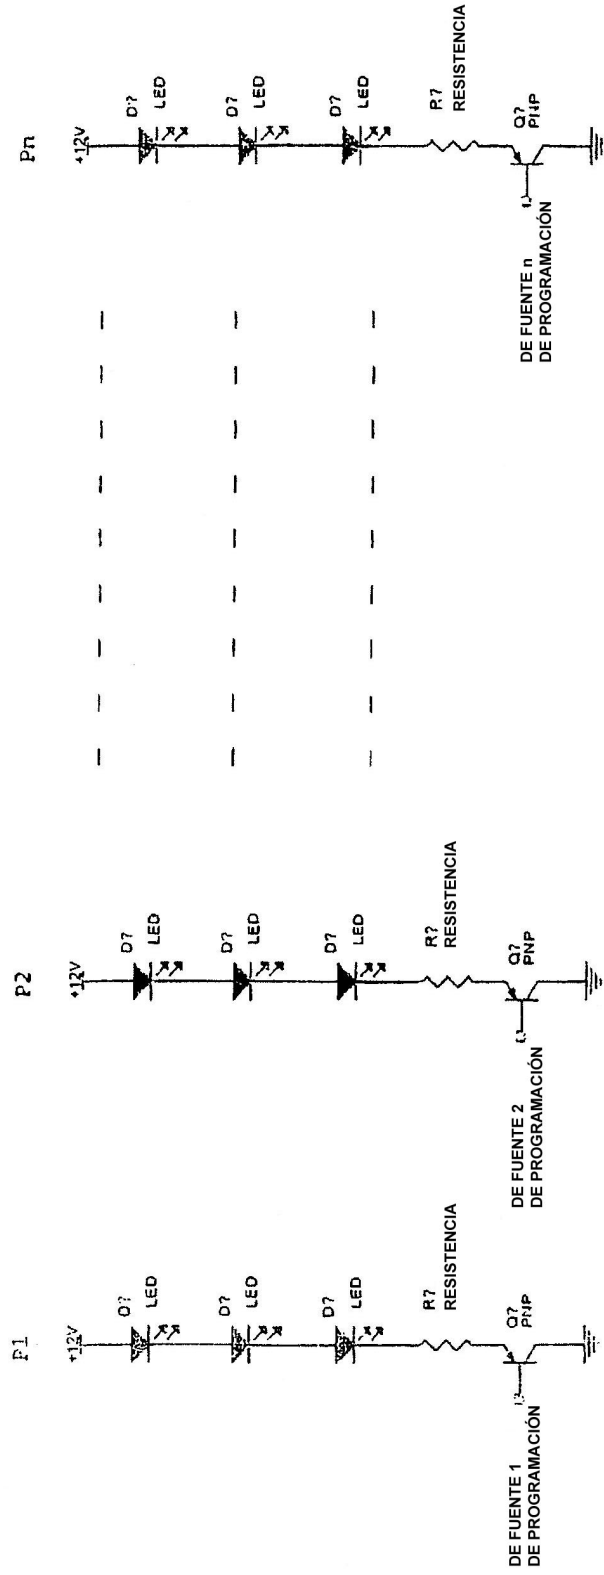 P1
+12V
D?
LED
D?
LED
D?
LED
R?
RESISTENCIA
Q?
PNP
DE FUENTE 1
DE PROGRAMACIÓN
P2
+12V
D?
LED
D?
LED
D?
LED
R?
RESISTENCIA
Q?
PNP
DE FUENTE 2
DE PROGRAMACIÓN
Pn
+12V
D?
LED
D?
LED
D?
LED
R?
RESISTENCIA
Q?
PNP
DE FUENTE n
DE PROGRAMACIÓN